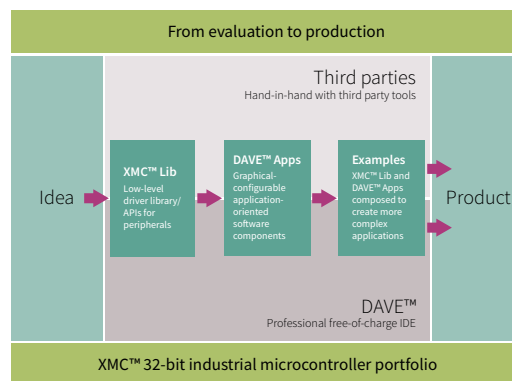 From evaluation to production
Third parties
Hand-in-hand with third party tools
Idea
XMC™ Lib
Low-level
driver library/
APIs for
peripherals
DAVE™ Apps
Graphical-
configurable
application-
oriented
software
components
Examples
XMC™ Lib and
DAVE™ Apps
composed to
create more
complex
applications
Product
DAVE™
Professional free-of-charge IDE
XMC™ 32-bit industrial microcontroller portfolio